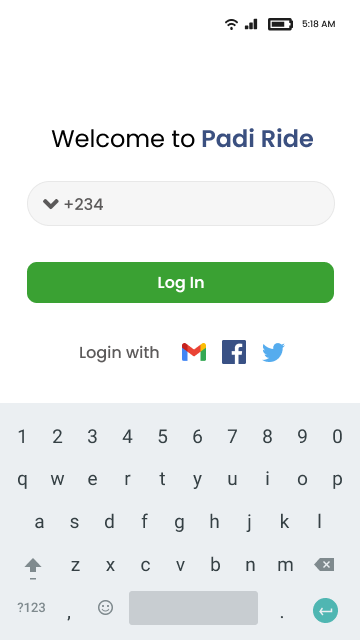 5:18 AM
Welcome to Padi Ride
+234
Log In
Login with
1 2 3 4 5 6 7 8 9 0
q w e r t y u i o p
a s d f g h j k l
z x c v b n m
?123 , .